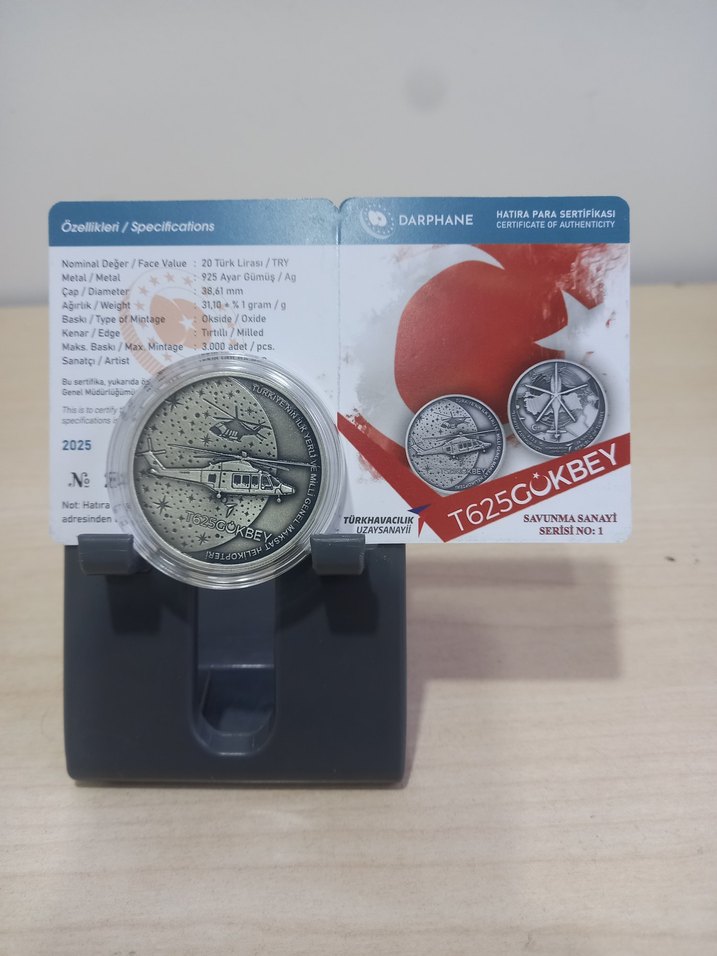 Özellikleri / Specifications
Nominal Değer / Face Value : 20 Türk Lirası / TRY
Metal / Metal : 925 Ayar Gümüş / Ag
Çap / Diameter : 38,61 mm
Ağırlık / Weight : 31,10 ± % 1 gram / g
Baskı / Type of Mintage : Okside / Oxide
Kenar / Edge : Tırtıllı / Milled
Maks. Baskı / Max. Mintage : 3.000 adet / pcs.
Sanatçı / Artist :
Bu sertifika, yukarıda
Genel Müdürlüğümü
This is to certify
specifications is
2025
№
Not: Hatıra
adresinden
TÜRKİYE'NİN İLK YERLİ VE MİLLİ GENEL MAKSAT HELİKOPTERİ
T625GÖKBEY
DARPHANE
HATIRA PARA SERTİFİKASI
CERTIFICATE OF AUTHENTICITY
T625GÖKBEY
TÜRKHAVACILIK
UZAYSANAYİİ
SAVUNMA SANAYİ
SERİSİ NO: 1